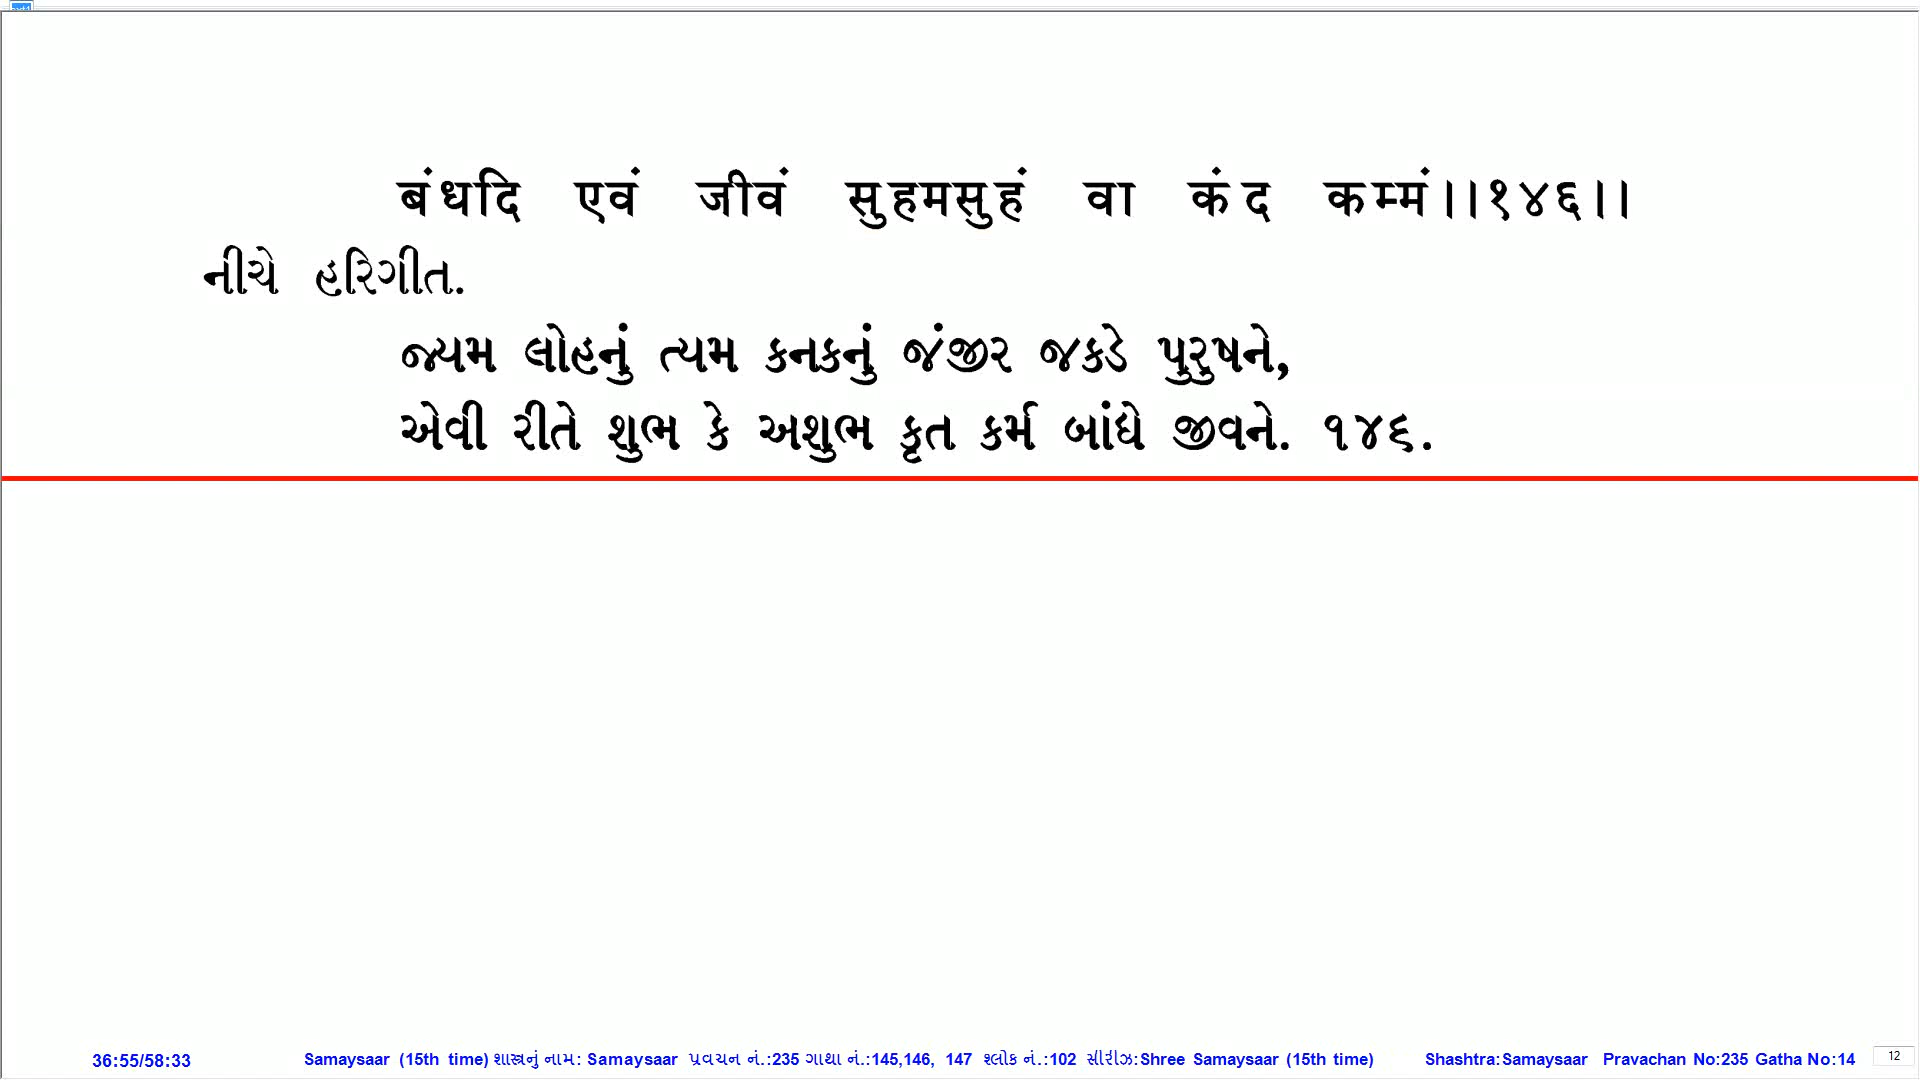 बंधदि एवं जीवं सुहमसुहं वा कंद कम्मं।।१४६।।
નીચે હરિગીત.
જ્યમ લોહનું ત્યમ કનકનું જંજીર જકડે પુરુષને,
એવી રીતે શુભ કે અશુભ કૃત કર્મ બાંધે જીવને. ૧૪૬.
36:55/58:33 Samaysaar (15th time) શાસ્ત્રનું નામ: Samaysaar પ્રવચન નં.:235 ગાથા નં.:145,146, 147 શ્લોક નં.:102 સીરીઝ:Shree Samaysaar (15th time) Shashtra:Samaysaar Pravachan No:235 Gatha No:14 12